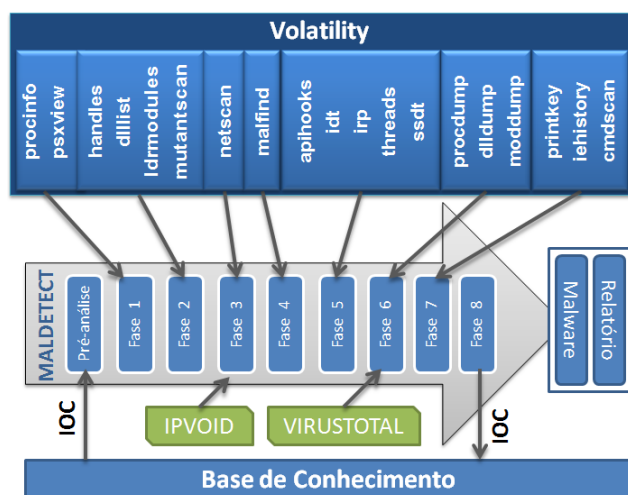 Volatility
procinfo
psxview
handles
dlllist
ldrmodules
mutantscan
netscan
malfind
apihooks
idt
irp
threads
ssdt
procdump
dlldump
moddump
printkey
iehistory
cmdscan
MALDETECT
Pré-análise
Fase 1
Fase 2
Fase 3
Fase 4
Fase 5
Fase 6
Fase 7
Fase 8
Malware
Relatório
IOC
IPVOID
VIRUSTOTAL
IOC
Base de Conhecimento